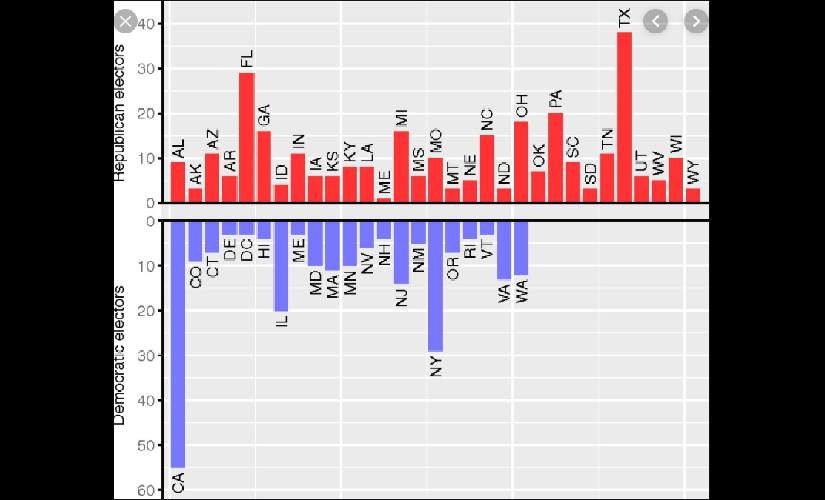 Republican electors
40
30
20
10
0
AL
AK
AZ
AR
FL
GA
ID
IN
IA
KS
KY
LA
ME
MI
MS
MO
MT
NE
NC
ND
OH
OK
PA
SC
SD
TN
TX
UT
WV
WI
WY
Democratic electors
0
10
20
30
40
50
60
CA
CO
CT
DE
DC
HI
IL
ME
MD
MA
MN
NV
NH
NJ
NM
NY
OR
RI
VT
VA
WA